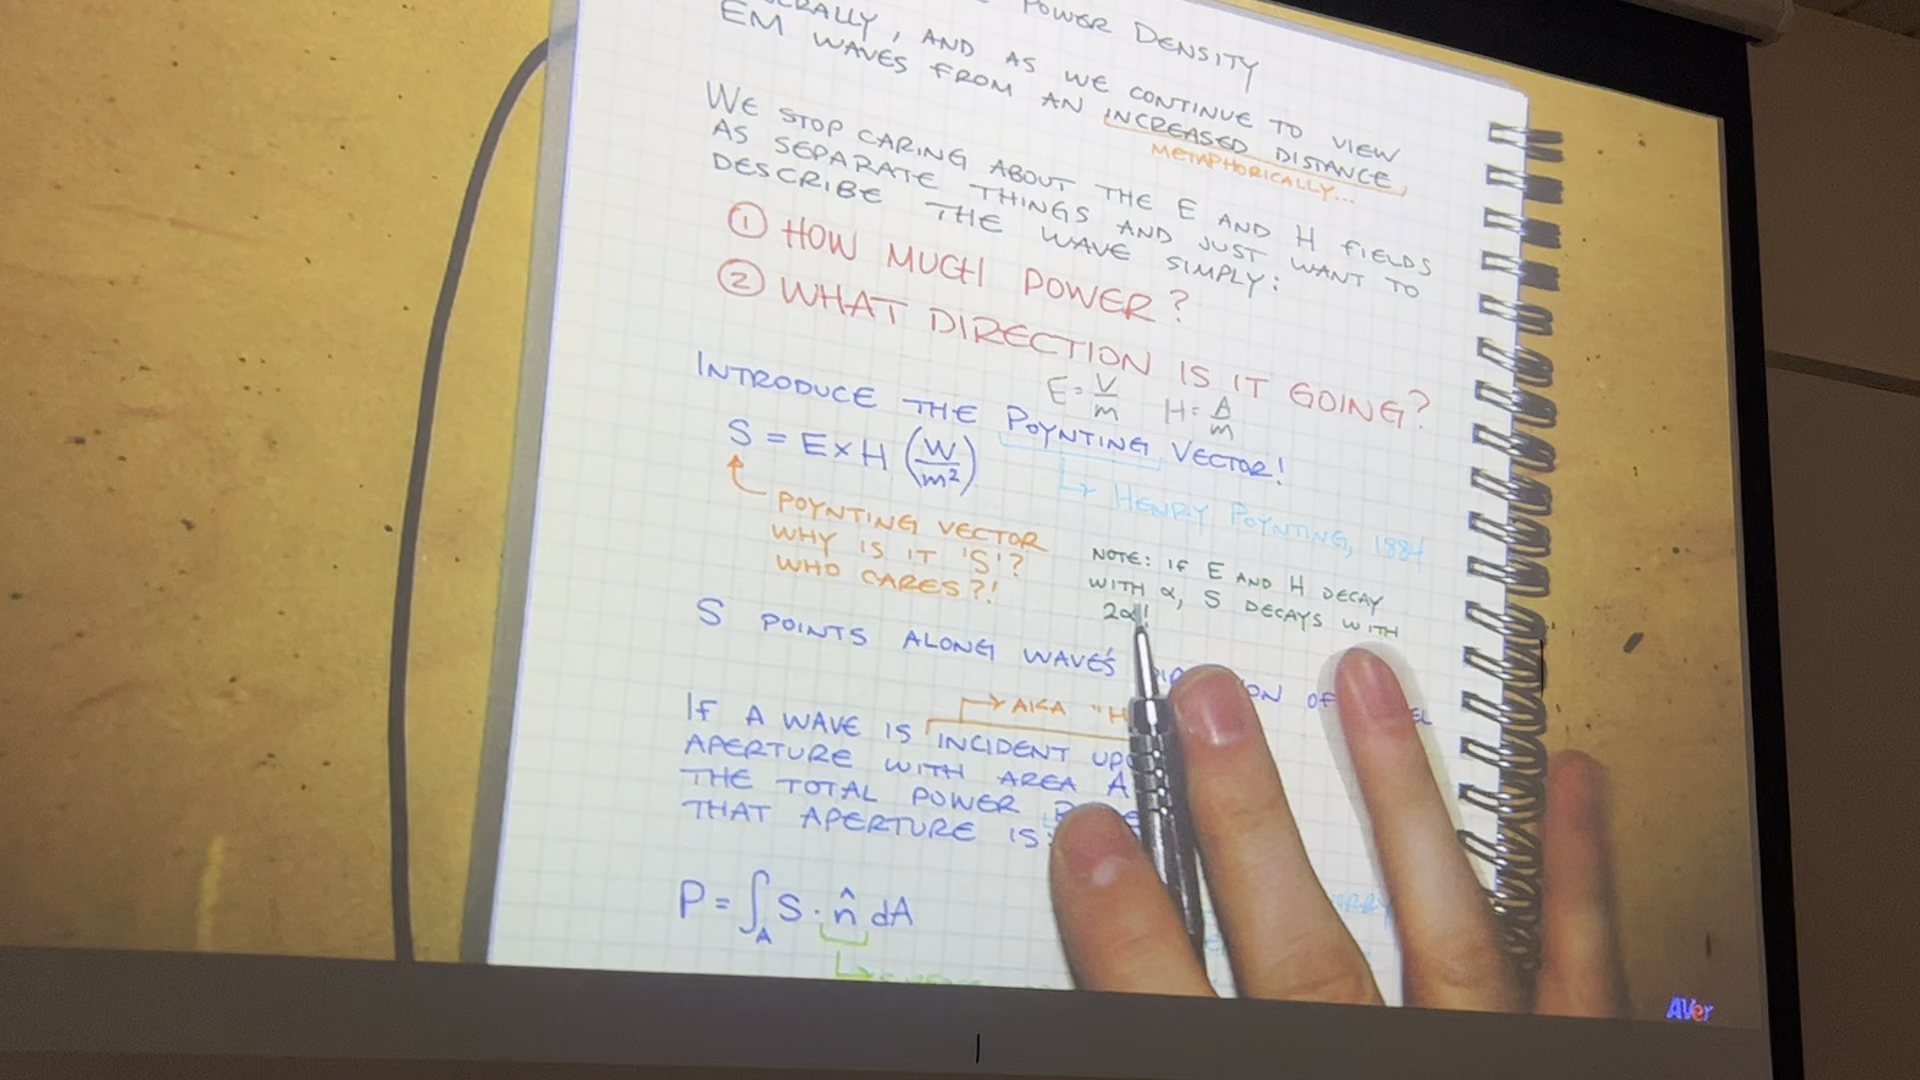 POWER DENSITY
, AND AS WE CONTINUE TO VIEW
EM WAVES FROM AN INCREASED DISTANCE,
METAPHORICALLY...
WE STOP CARING ABOUT THE E AND H FIELDS
AS SEPARATE THINGS AND JUST WANT TO
DESCRIBE THE WAVE SIMPLY:
① HOW MUCH POWER?
② WHAT DIRECTION IS IT GOING?
E = V/m H = A/m
INTRODUCE THE POYNTING VECTOR!
S = E × H (W/m²)
↳ HENRY POYNTING, 1884
POYNTING VECTOR
WHY IS IT 'S'?
WHO CARES?!
NOTE: IF E AND H DECAY
WITH α, S DECAYS WITH
2α!
S POINTS ALONG WAVE'S OF
→ AKA "H
IF A WAVE IS INCIDENT
APERTURE WITH AREA A
THE TOTAL POWER
THAT APERTURE IS:
P = ∫_A S · n̂ dA
AVer